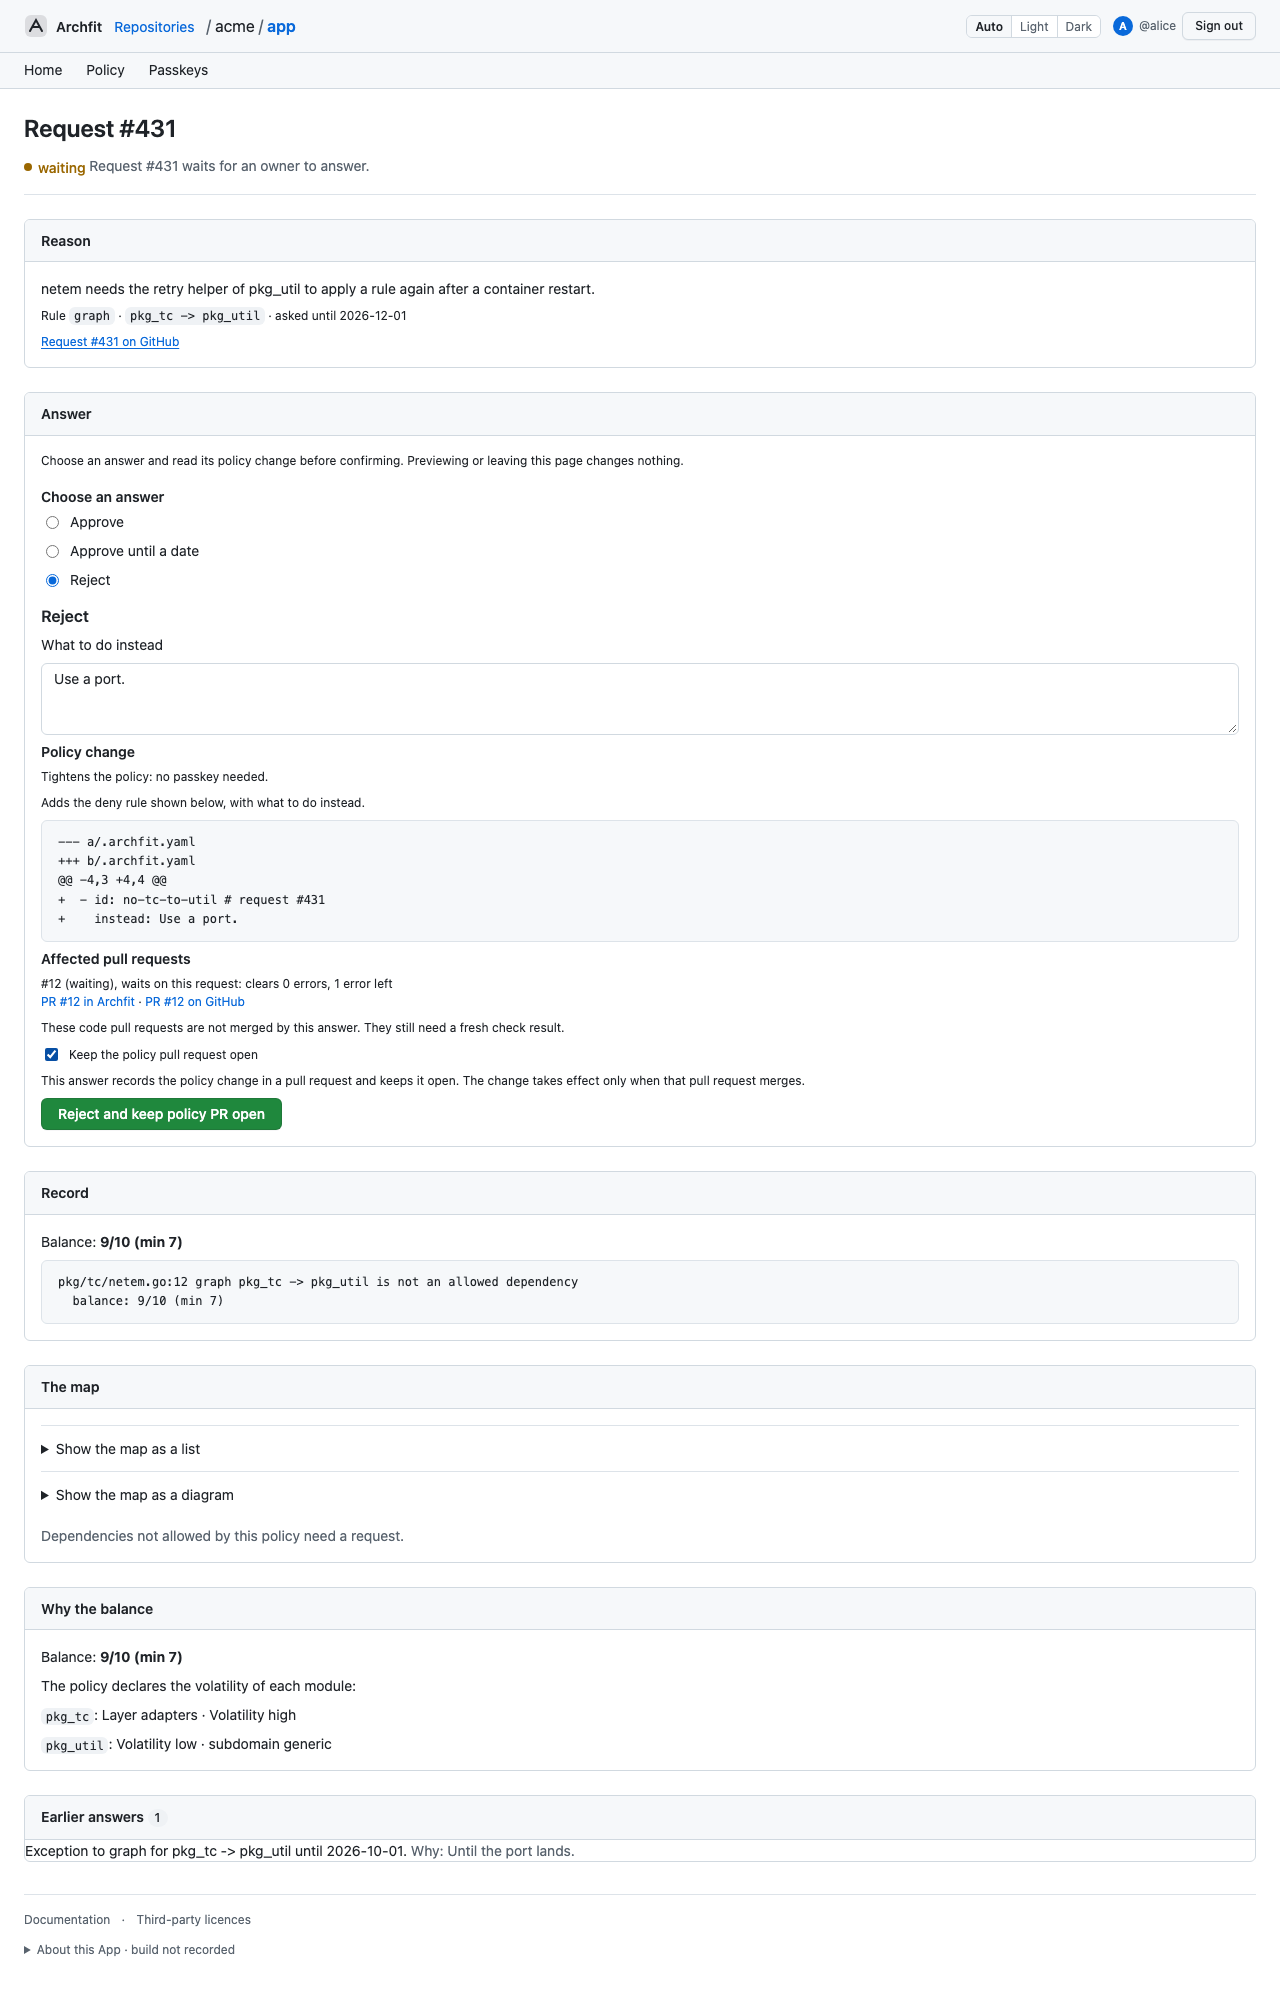 Archfit Repositories / acme / app Auto Light Dark A @alice Sign out
Home Policy Passkeys
Request #431
waiting Request #431 waits for an owner to answer.
Reason
netem needs the retry helper of pkg_util to apply a rule again after a container restart.
Rule graph · pkg_tc -> pkg_util · asked until 2026-12-01
Request #431 on GitHub
Answer
Choose an answer and read its policy change before confirming. Previewing or leaving this page changes nothing.
Choose an answer
Approve
Approve until a date
Reject
Reject
What to do instead
Use a port.
Policy change
Tightens the policy: no passkey needed.
Adds the deny rule shown below, with what to do instead.
--- a/.archfit.yaml
+++ b/.archfit.yaml
@@ -4,3 +4,4 @@
+  - id: no-tc-to-util # request #431
+    instead: Use a port.
Affected pull requests
#12 (waiting), waits on this request: clears 0 errors, 1 error left
PR #12 in Archfit · PR #12 on GitHub
These code pull requests are not merged by this answer. They still need a fresh check result.
Keep the policy pull request open
This answer records the policy change in a pull request and keeps it open. The change takes effect only when that pull request merges.
Reject and keep policy PR open
Record
Balance: 9/10 (min 7)
pkg/tc/netem.go:12 graph pkg_tc -> pkg_util is not an allowed dependency
  balance: 9/10 (min 7)
The map
Show the map as a list
Show the map as a diagram
Dependencies not allowed by this policy need a request.
Why the balance
Balance: 9/10 (min 7)
The policy declares the volatility of each module:
pkg_tc: Layer adapters · Volatility high
pkg_util: Volatility low · subdomain generic
Earlier answers 1
Exception to graph for pkg_tc -> pkg_util until 2026-10-01. Why: Until the port lands.
Documentation · Third-party licences
About this App · build not recorded